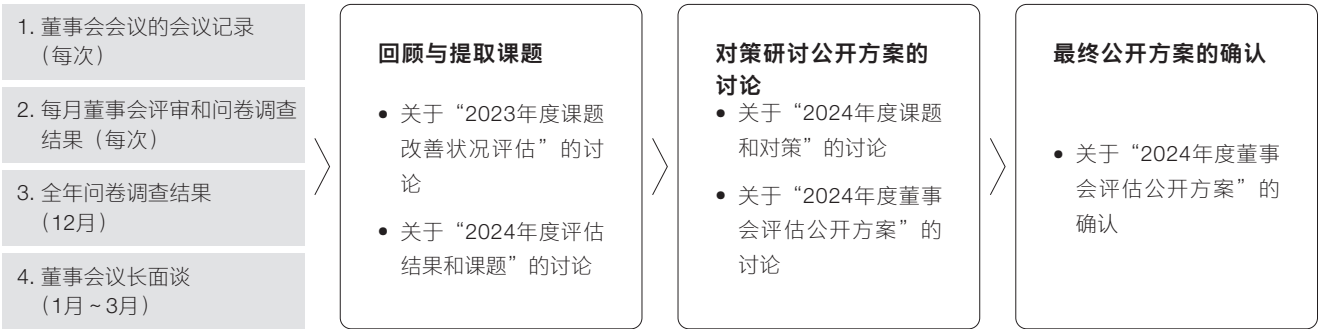 1. 董事会会议的会议记录
（每次）
2. 每月董事会评审和问卷调查
结果（每次）
3. 全年问卷调查结果
（12月）
4. 董事会议长面谈
（1月～3月）
回顾与提取课题
• 关于“2023年度课题
改善状况评估”的讨
论
• 关于“2024年度评估
结果和课题”的讨论
对策研讨公开方案的
讨论
• 关于“2024年度课题
和对策”的讨论
• 关于“2024年度董事
会评估公开方案”的
讨论
最终公开方案的确认
• 关于“2024年度董事
会评估公开方案”的
确认